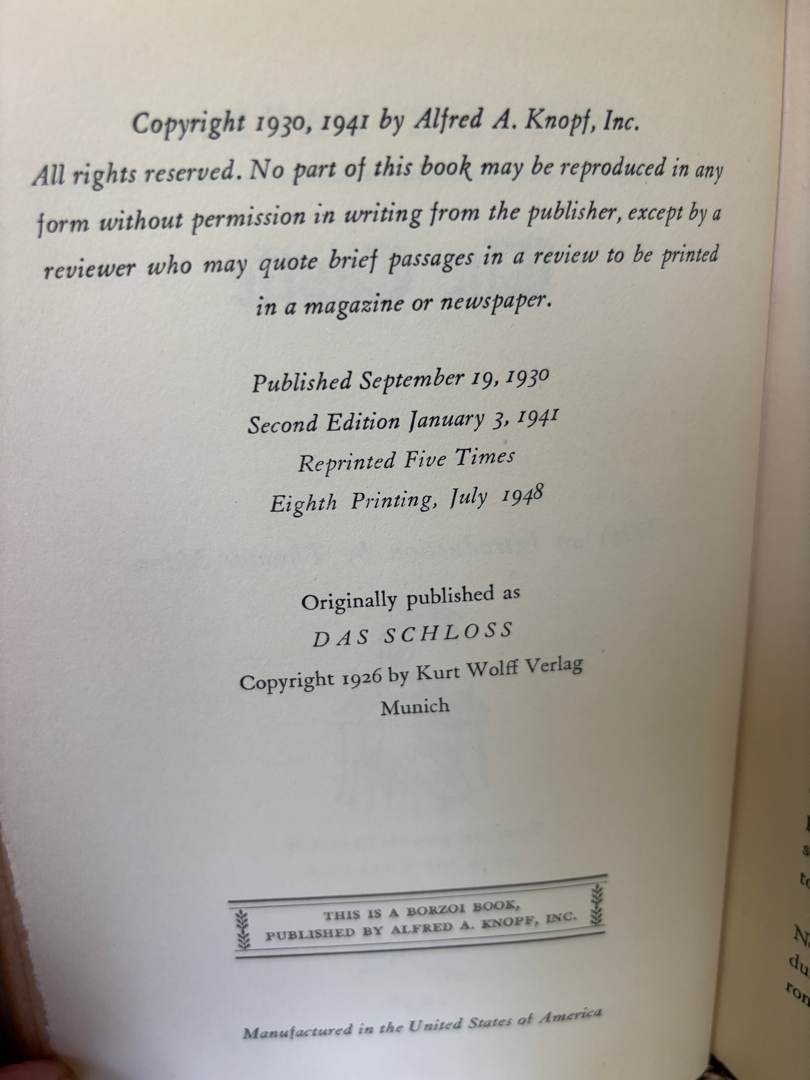 Copyright 1930, 1941 by Alfred A. Knopf, Inc.
All rights reserved. No part of this book may be reproduced in any
form without permission in writing from the publisher, except by a
reviewer who may quote brief passages in a review to be printed
in a magazine or newspaper.
Published September 19, 1930
Second Edition January 3, 1941
Reprinted Five Times
Eighth Printing, July 1948
Originally published as
DAS SCHLOSS
Copyright 1926 by Kurt Wolff Verlag
Munich
THIS IS A BORZOI BOOK,
PUBLISHED BY ALFRED A. KNOPF, INC.
Manufactured in the United States of America